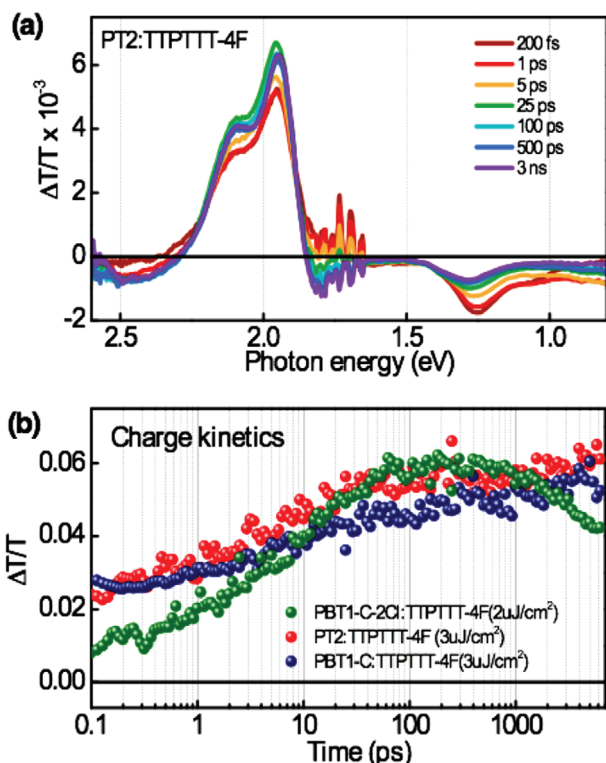 (a)
PT2:TTPTTT-4F
200 fs
1 ps
5 ps
25 ps
100 ps
500 ps
3 ns
ΔT/T x 10⁻³
6
4
2
0
-2
2.5 2.0 1.5 1.0
Photon energy (eV)
(b)
Charge kinetics
ΔT/T
0.06
0.04
0.02
0.00
PBT1-C-2Cl:TTPTTT-4F(2uJ/cm²)
PT2:TTPTTT-4F (3uJ/cm²)
PBT1-C:TTPTTT-4F(3uJ/cm²)
0.1 1 10 100 1000
Time (ps)